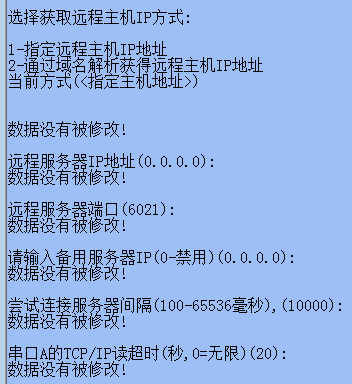 选择获取远程主机IP方式:
1-指定远程主机IP地址
2-通过域名解析获得远程主机IP地址
当前方式(<指定主机地址>)
数据没有被修改!
远程服务器IP地址(0.0.0.0):
数据没有被修改!
远程服务器端口(6021):
数据没有被修改!
请输入备用服务器IP(0-禁用)(0.0.0.0):
数据没有被修改!
尝试连接服务器间隔(100-65536毫秒),(10000):
数据没有被修改!
串口A的TCP/IP读超时(秒,0=无限)(20):
数据没有被修改!